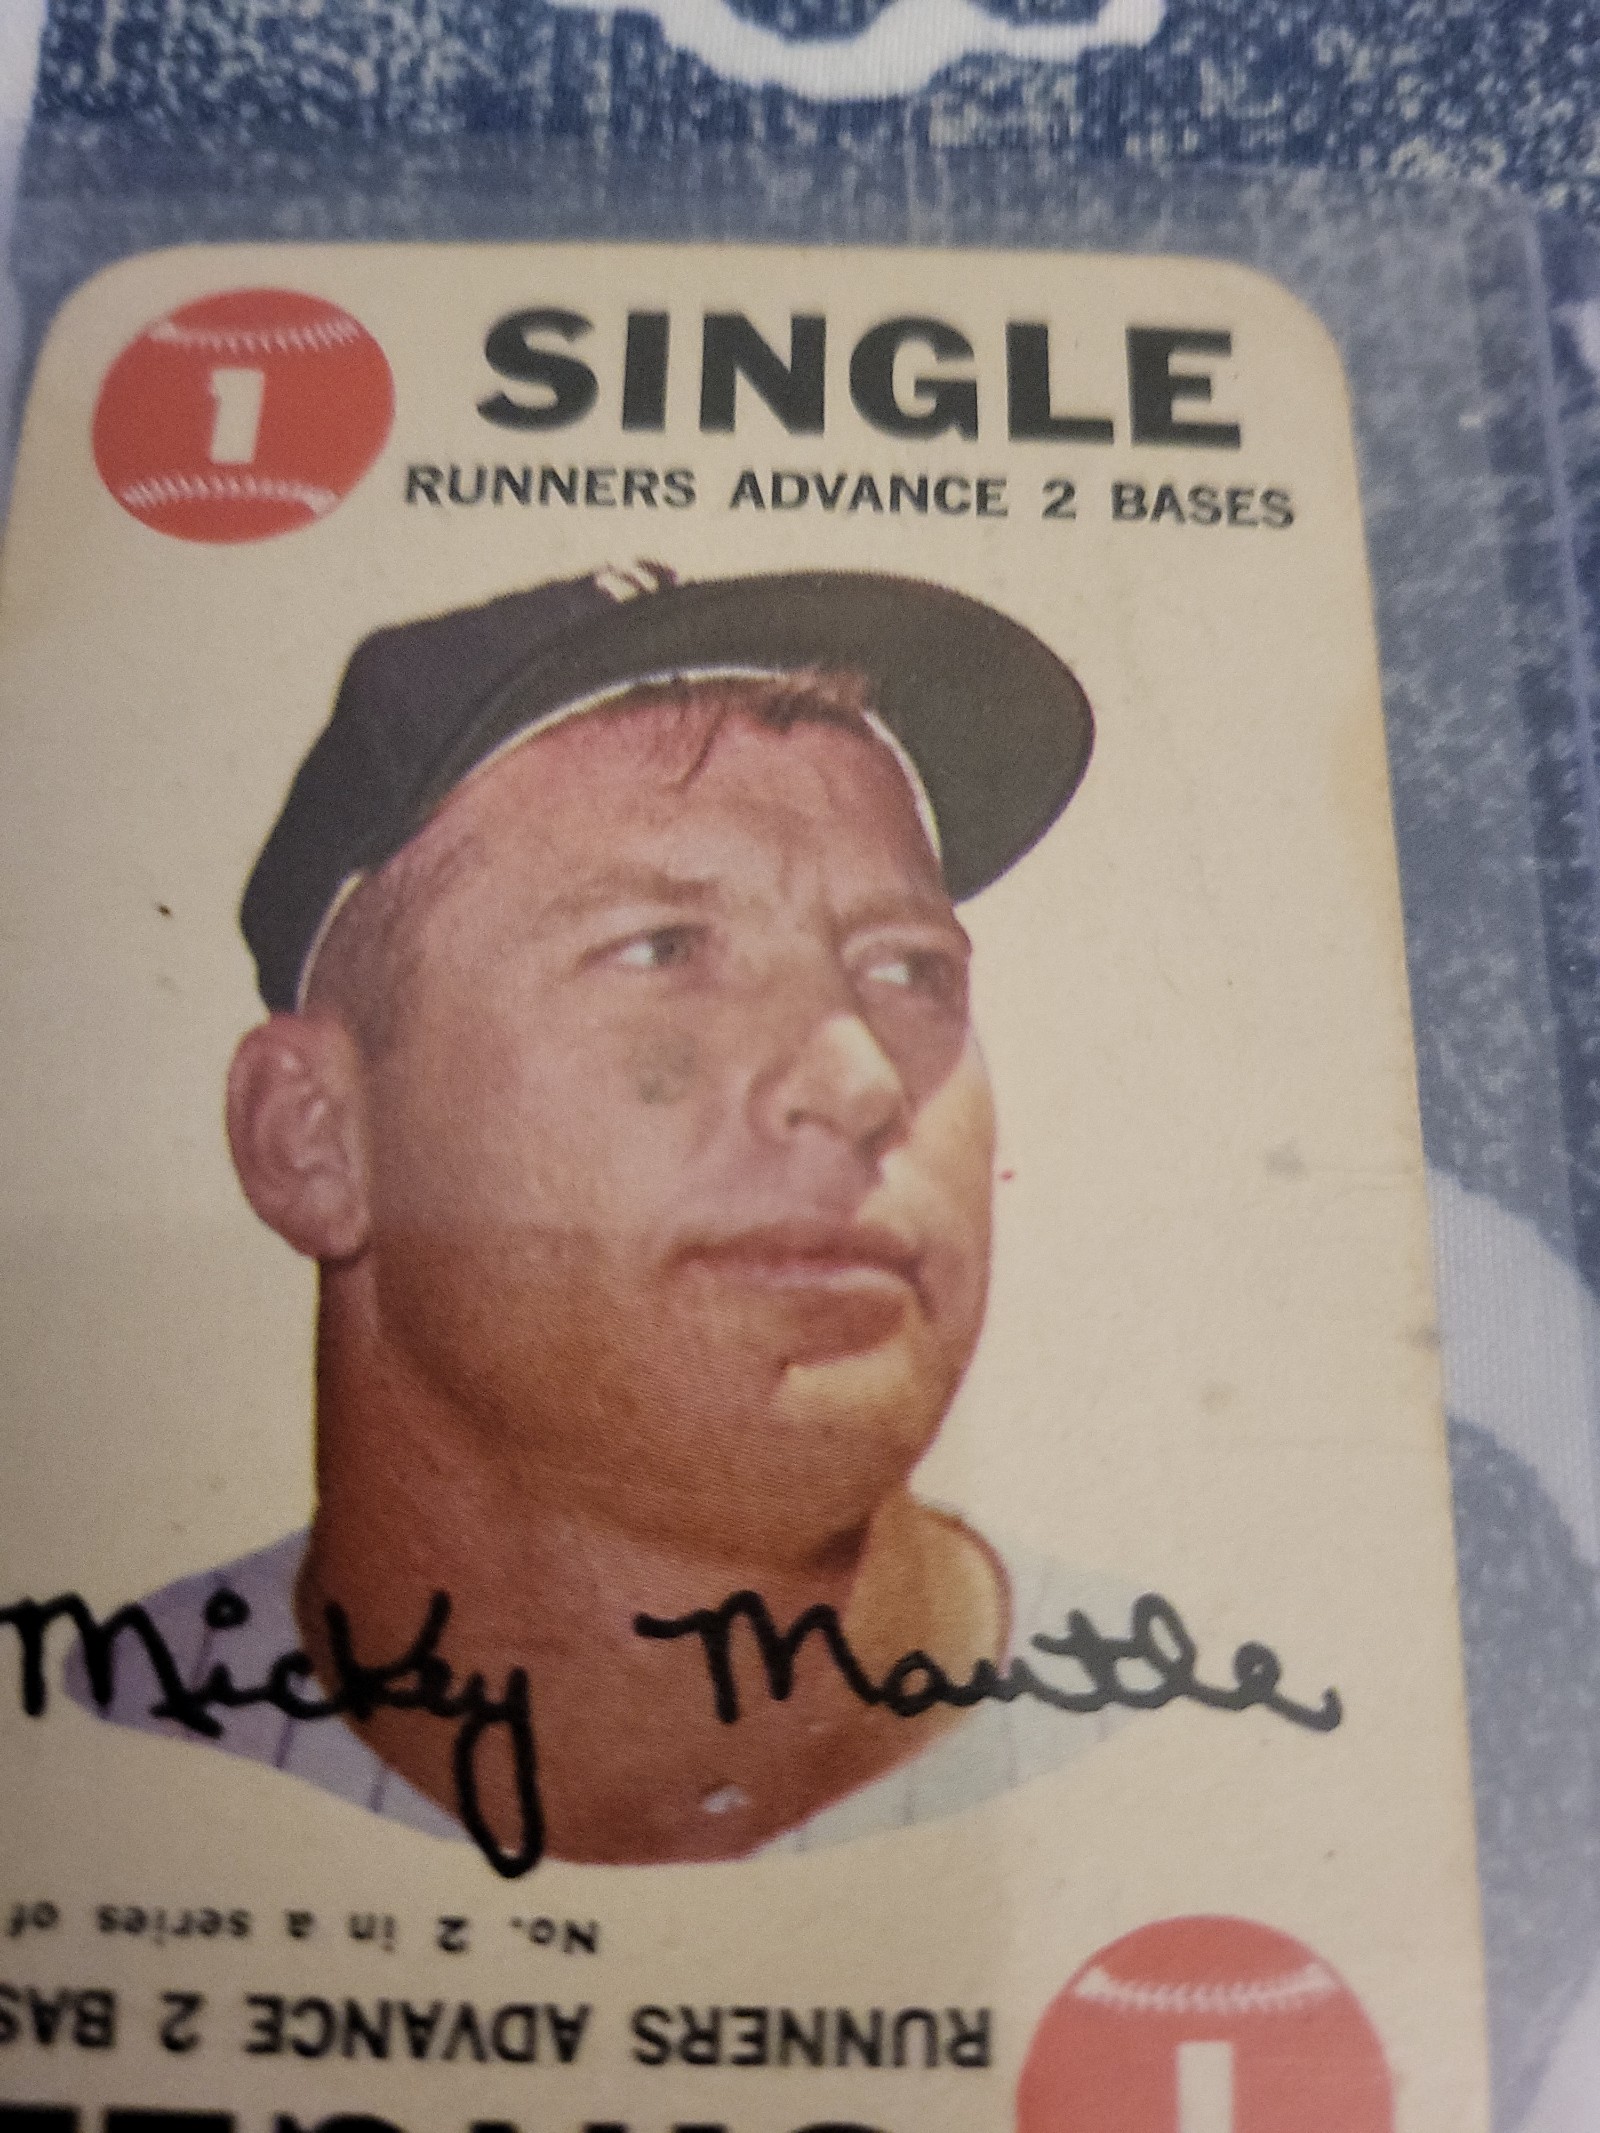 1
SINGLE
RUNNERS ADVANCE 2 BASES
Mickey Mantle
No. 2 in a series of
RUNNERS ADVANCE 2 BAS
1